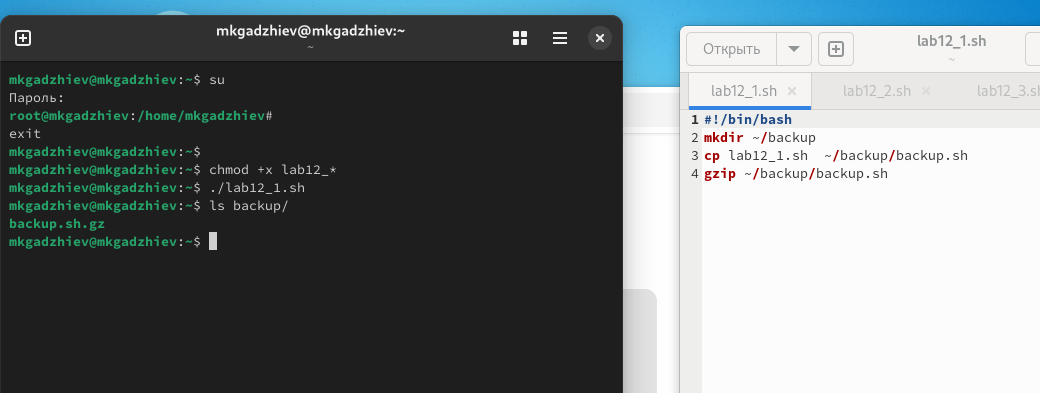 mkgadzhiev@mkgadzhiev:~
~
mkgadzhiev@mkgadzhiev:~$ su
Пароль:
root@mkgadzhiev:/home/mkgadzhiev#
exit
mkgadzhiev@mkgadzhiev:~$
mkgadzhiev@mkgadzhiev:~$ chmod +x lab12_*
mkgadzhiev@mkgadzhiev:~$ ./lab12_1.sh
mkgadzhiev@mkgadzhiev:~$ ls backup/
backup.sh.gz
mkgadzhiev@mkgadzhiev:~$
Открыть
lab12_1.sh
~
lab12_1.sh
lab12_2.sh
lab12_3.sh
1 #!/bin/bash
2 mkdir ~/backup
3 cp lab12_1.sh  ~/backup/backup.sh
4 gzip ~/backup/backup.sh